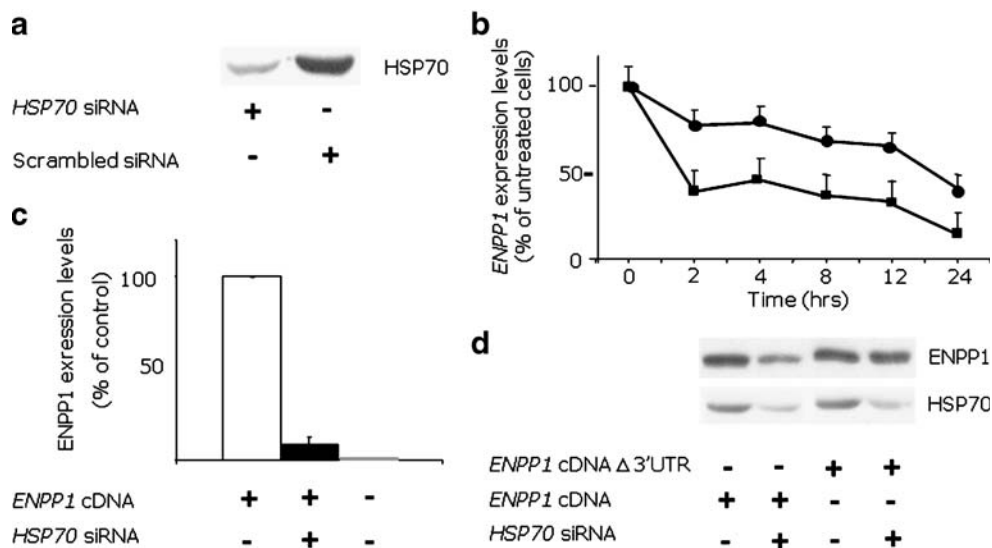 a
HSP70
HSP70 siRNA + -
Scrambled siRNA - +
b
ENPP1 expression levels
(% of untreated cells)
100
50
0
0 2 4 8 12 24
Time (hrs)
c
ENPP1 exression levels
(% of control)
100
50
ENPP1 cDNA + + -
HSP70 siRNA - + -
d
ENPP1
HSP70
ENPP1 cDNA Δ 3'UTR - - + +
ENPP1 cDNA + + - -
HSP70 siRNA - + - +